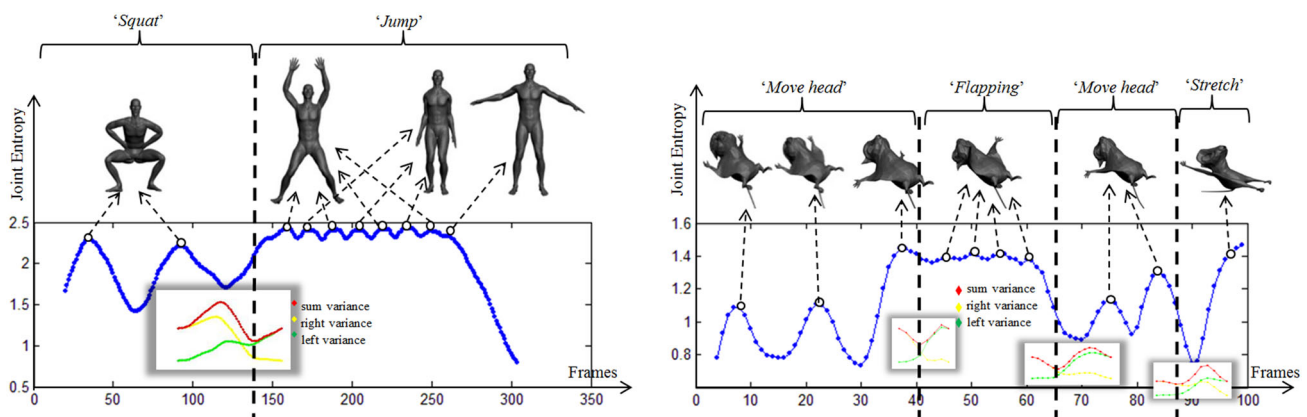 'Squat'
'Jump'
Joint Entropy
2.5
2
1.5
1
0.5
0
50
100
150
200
250
300
350
Frames
sum variance
right variance
left variance
'Move head'
'Flapping'
'Move head'
'Stretch'
Joint Entropy
1.6
1.4
1.2
1
0.8
0
10
20
30
40
50
60
70
80
90
100
Frames
sum variance
right variance
left variance